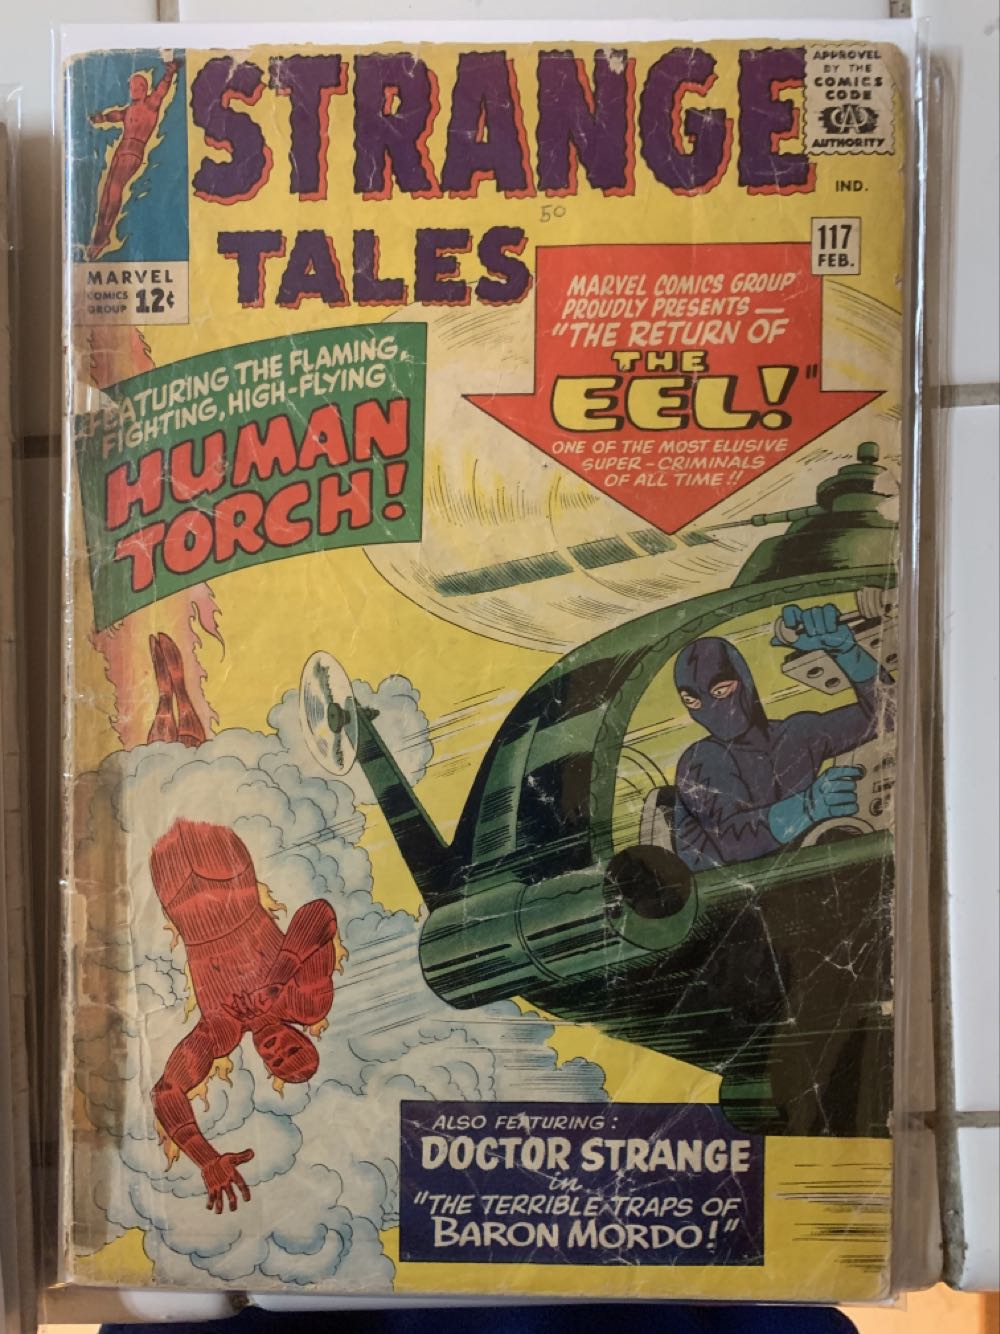 STRANGE
TALES
APPROVED
BY THE
COMICS
CODE
CA
AUTHORITY
IND.
50
117
FEB.
MARVEL
COMICS
GROUP 12¢
MARVEL COMICS GROUP
PROUDLY PRESENTS —
"THE RETURN OF
THE
EEL!"
ONE OF THE MOST ELUSIVE
SUPER-CRIMINALS
OF ALL TIME!!
FEATURING THE FLAMING,
FIGHTING, HIGH-FLYING
HUMAN
TORCH!
ALSO FEATURING:
DOCTOR STRANGE
in
"THE TERRIBLE TRAPS OF
BARON MORDO!"